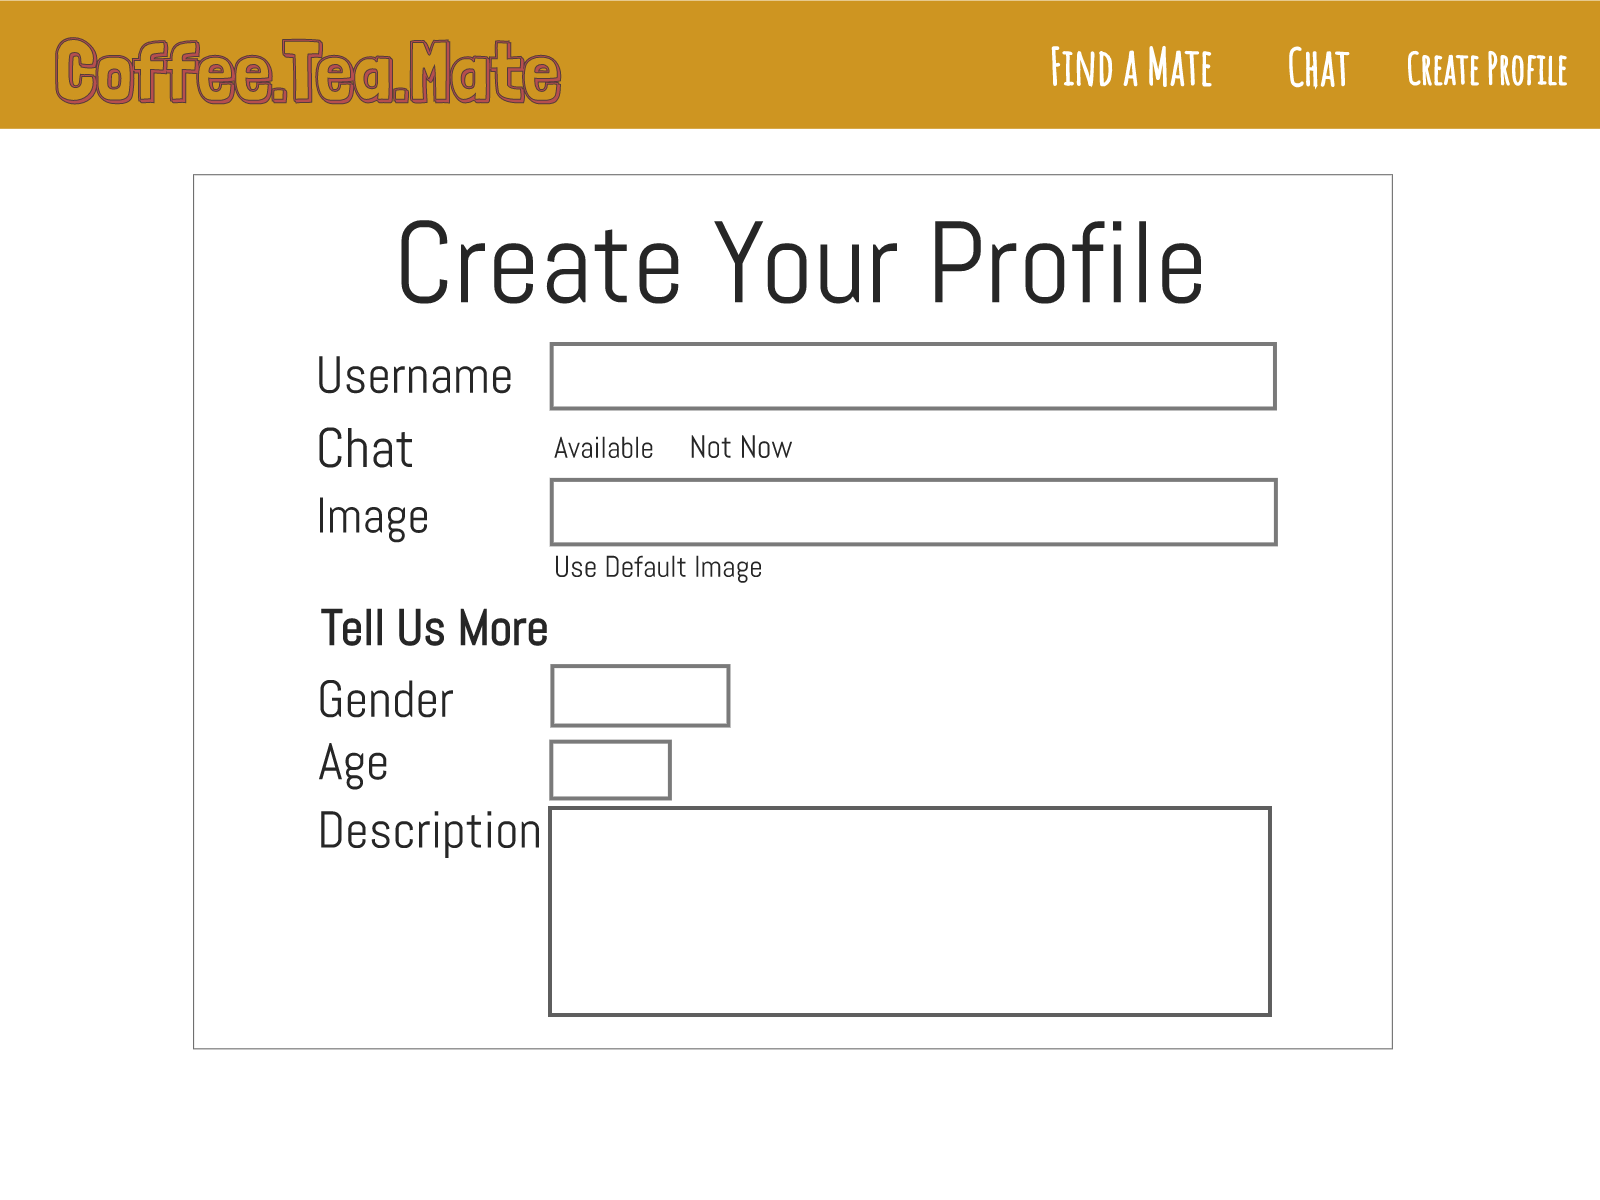 Coffee.Tea.Mate Find a Mate Chat Create Profile
Create Your Profile
Username
Chat Available Not Now
Image
Use Default Image
Tell Us More
Gender
Age
Description